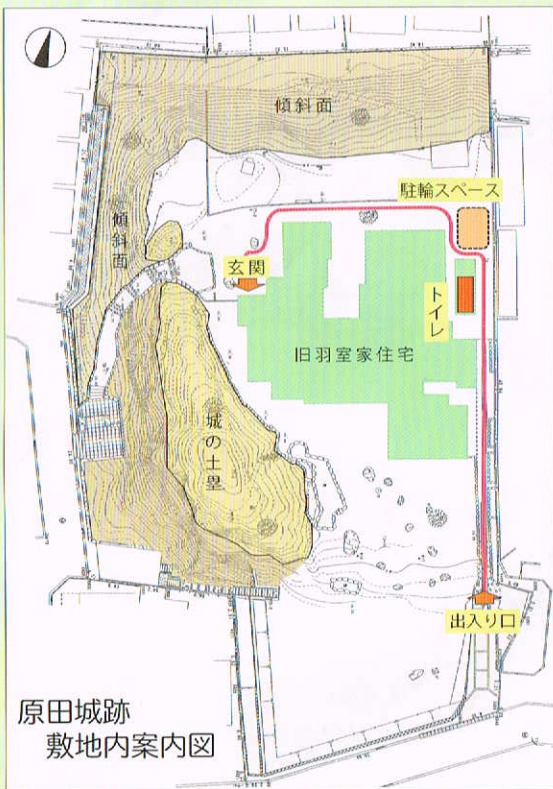 傾斜面
駐輪スペース
傾斜面
玄関
トイレ
旧羽室家住宅
城の土塁
出入り口
原田城跡
敷地内案内図